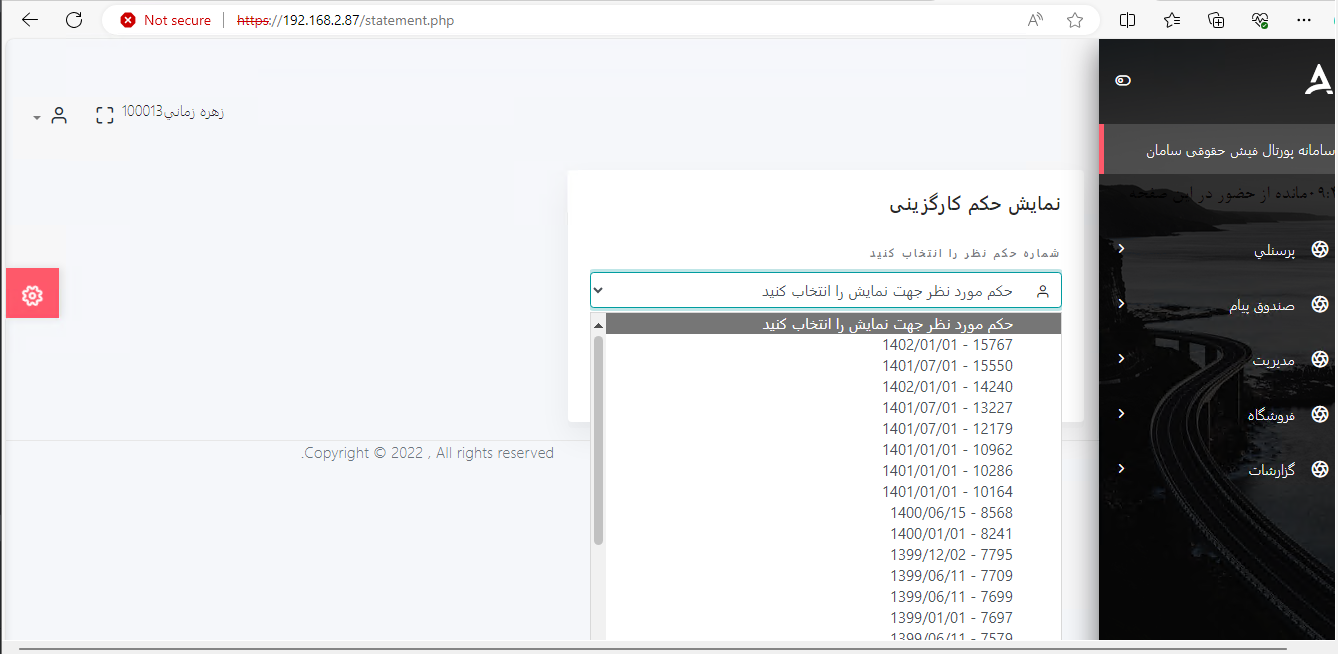 Not secure
https://192.168.2.87/statement.php
زهره زماني100013
سامانه پورتال فیش حقوقی سامان
مانده از حضور در این صفحه
پرسنلي
صندوق پیام
مدیریت
فروشگاه
گزارشات
نمایش حکم کارگزینی
شماره حکم نظر را انتخاب کنید
حکم مورد نظر جهت نمایش را انتخاب کنید
حکم مورد نظر جهت نمایش را انتخاب کنید
1402/01/01 - 15767
1401/07/01 - 15550
1402/01/01 - 14240
1401/07/01 - 13227
1401/07/01 - 12179
1401/01/01 - 10962
1401/01/01 - 10286
1401/01/01 - 10164
1400/06/15 - 8568
1400/01/01 - 8241
1399/12/02 - 7795
1399/06/11 - 7709
1399/06/11 - 7699
1399/01/01 - 7697
1399/06/11 - 7579
.Copyright © 2022 , All rights reserved